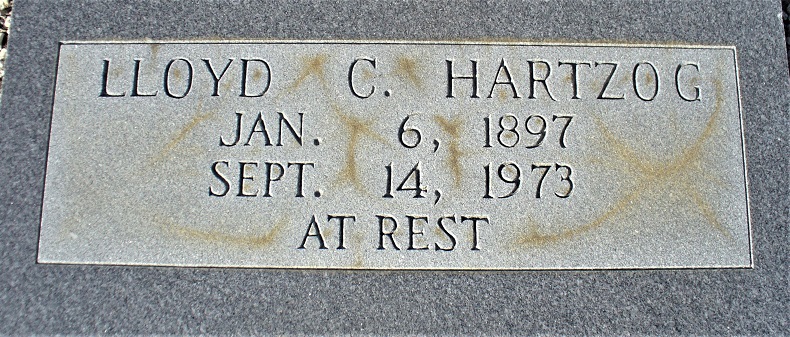 LLOYD C. HARTZOG
JAN. 6, 1897
SEPT. 14, 1973
AT REST